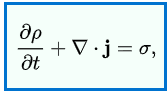 ∂ρ/∂t + ∇ · j = σ,